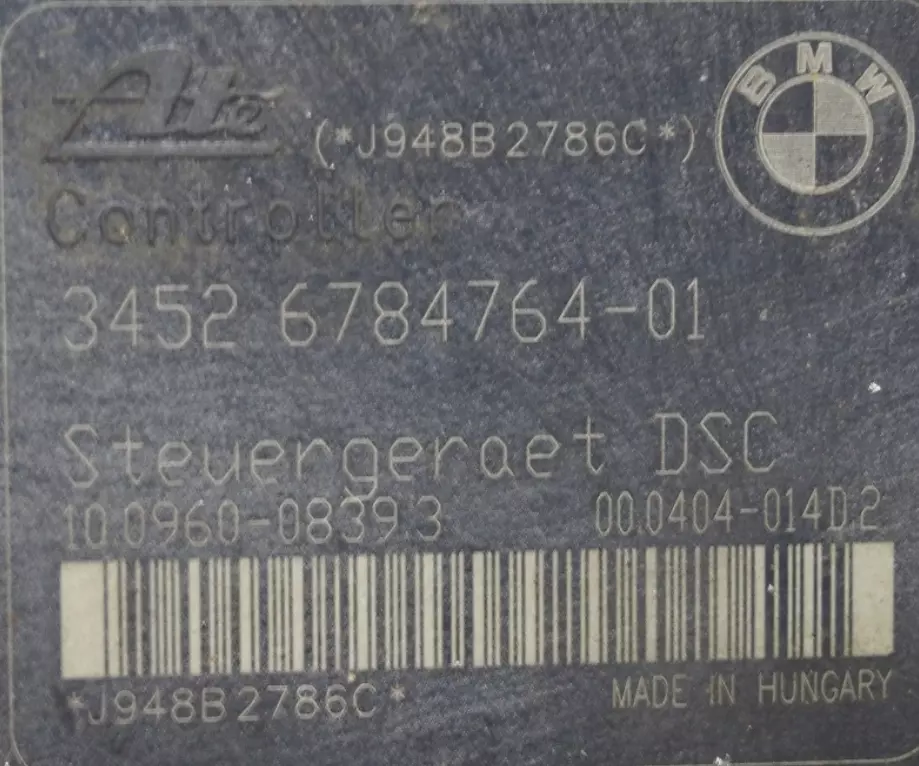 Ate
(*J948B2786C*)
BMW
Controller
3452 6784764-01
Steuergeraet DSC
10.0960-0839.3
00.0404-014D.2
*J948B2786C*
MADE IN HUNGARY